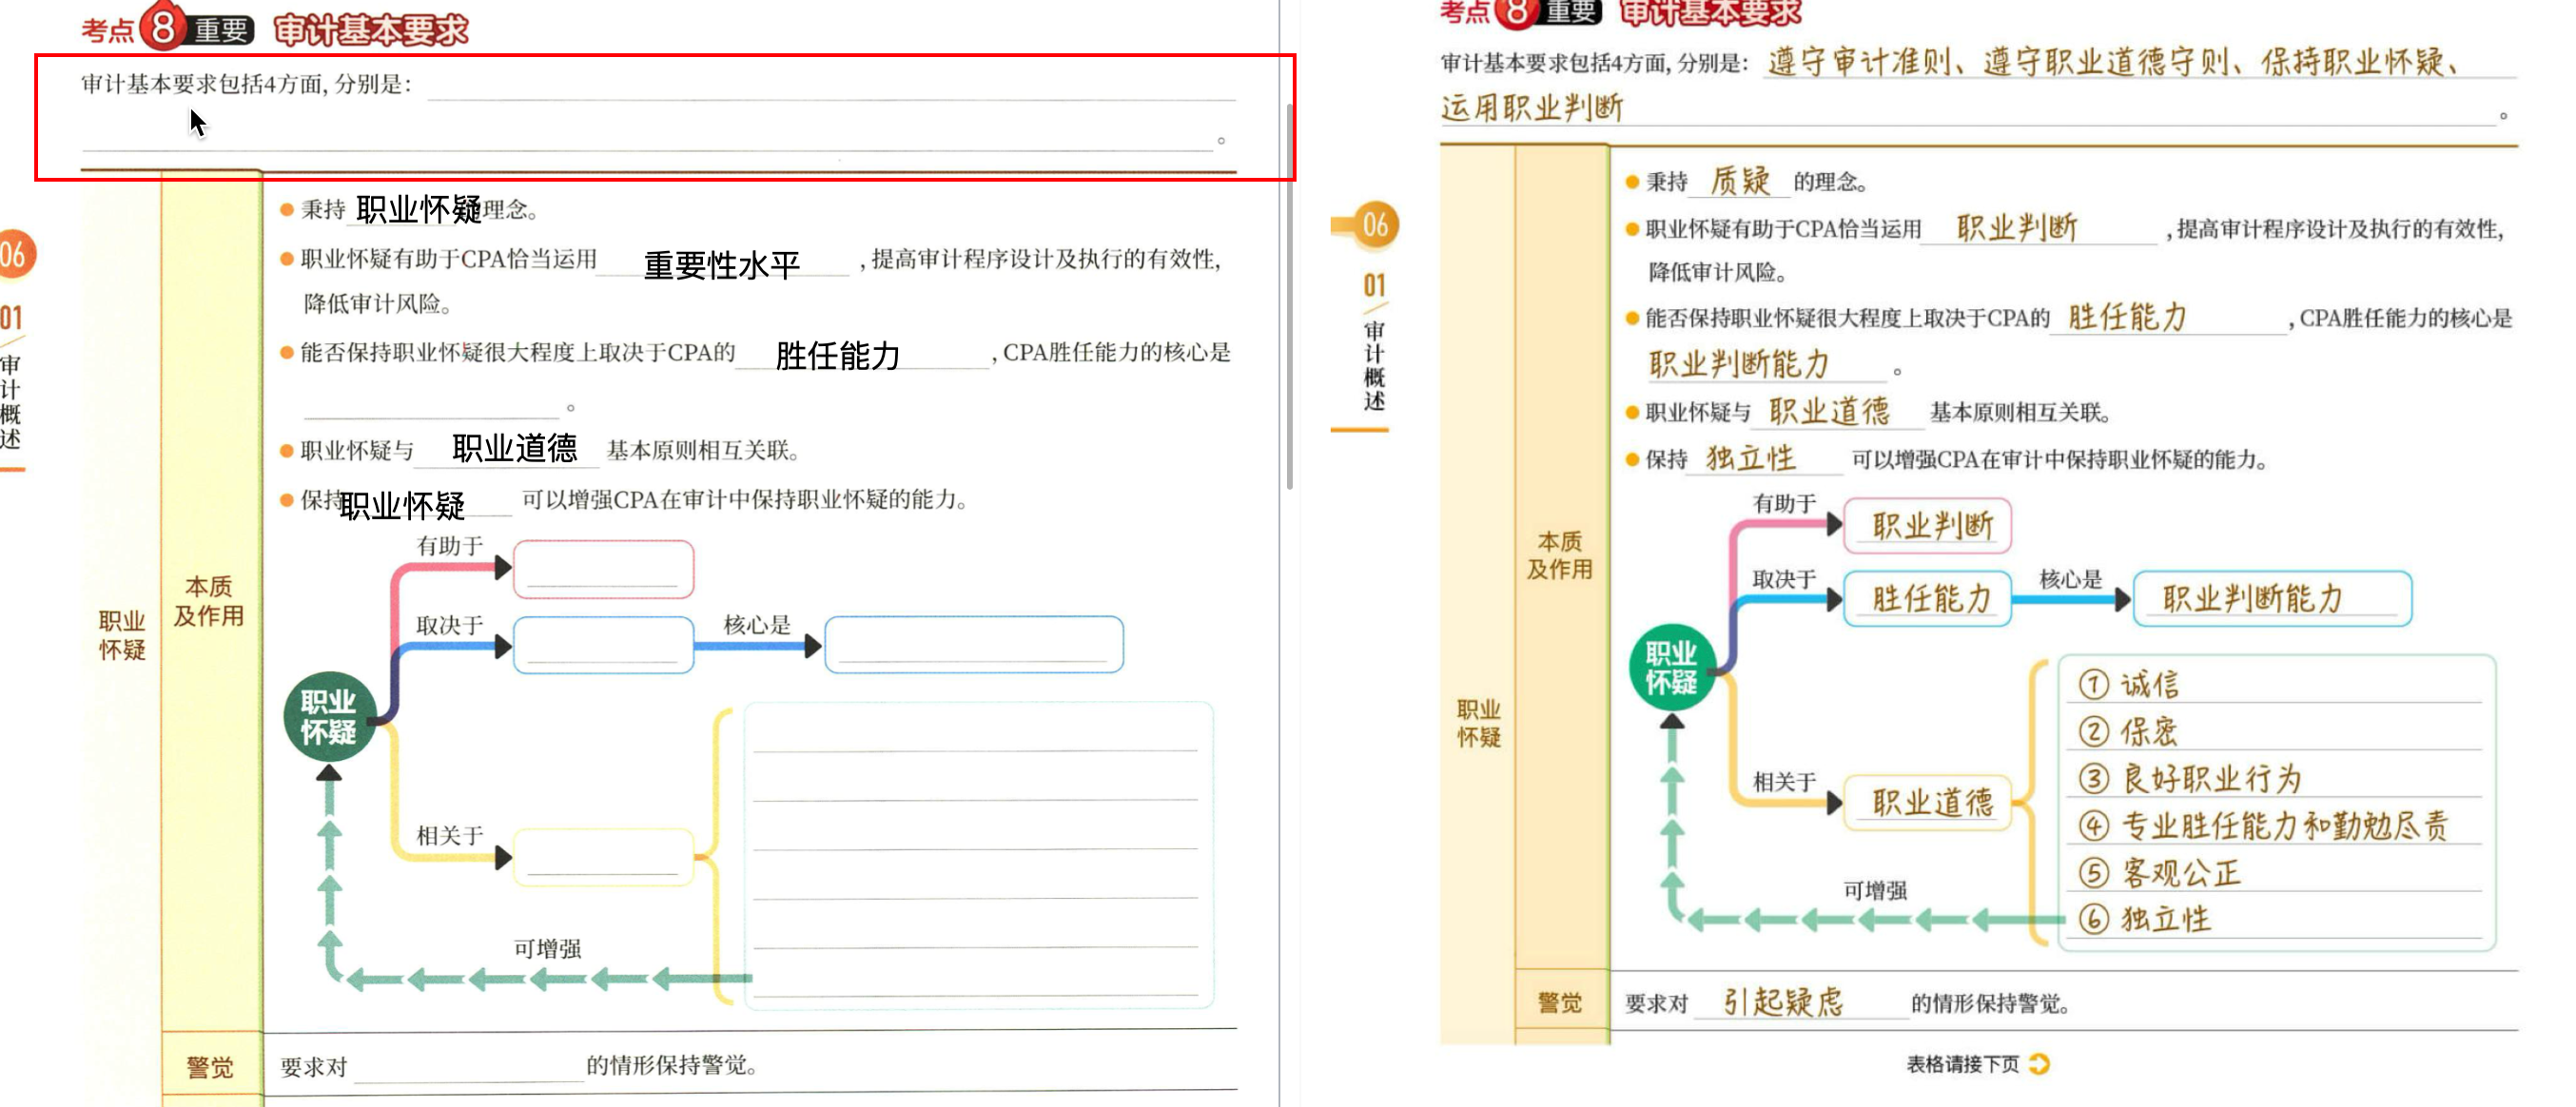 考点8重要 审计基本要求
审计基本要求包括4方面,分别是:
。
秉持 职业怀疑理念。
职业怀疑有助于CPA恰当运用 重要性水平 ,提高审计程序设计及执行的有效性,
降低审计风险。
能否保持职业怀疑很大程度上取决于CPA的 胜任能力 ,CPA胜任能力的核心是
。
职业怀疑与 职业道德 基本原则相互关联。
保持职业怀疑 可以增强CPA在审计中保持职业怀疑的能力。
06
01
审计概述
职业怀疑
本质及作用
有助于
取决于
核心是
职业怀疑
相关于
可增强
警觉
要求对 的情形保持警觉。
考点8重要 审计基本要求
审计基本要求包括4方面,分别是: 遵守审计准则、遵守职业道德守则、保持职业怀疑、
运用职业判断 。
秉持 质疑 的理念。
职业怀疑有助于CPA恰当运用 职业判断 ,提高审计程序设计及执行的有效性,
降低审计风险。
能否保持职业怀疑很大程度上取决于CPA的 胜任能力 ,CPA胜任能力的核心是
职业判断能力 。
职业怀疑与 职业道德 基本原则相互关联。
保持 独立性 可以增强CPA在审计中保持职业怀疑的能力。
06
01
审计概述
职业怀疑
本质及作用
有助于
职业判断
取决于
胜任能力
核心是
职业判断能力
职业怀疑
相关于
职业道德
① 诚信
② 保密
③ 良好职业行为
④ 专业胜任能力和勤勉尽责
⑤ 客观公正
⑥ 独立性
可增强
警觉
要求对 引起疑虑 的情形保持警觉。
表格请接下页